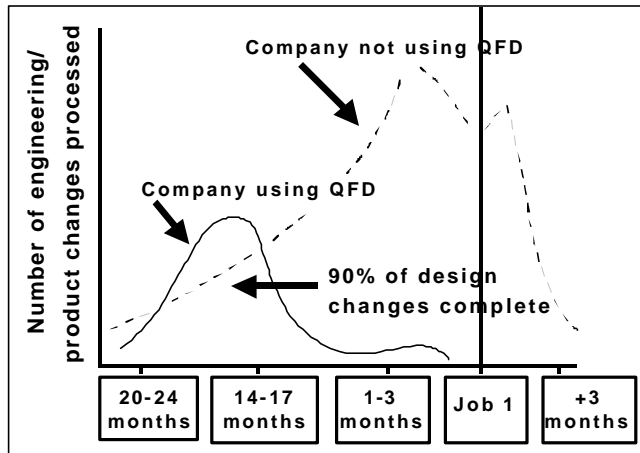 Number of engineering/
product changes processed
Company not using QFD
Company using QFD
90% of design
changes complete
20-24
months
14-17
months
1-3
months
Job 1
+3
months